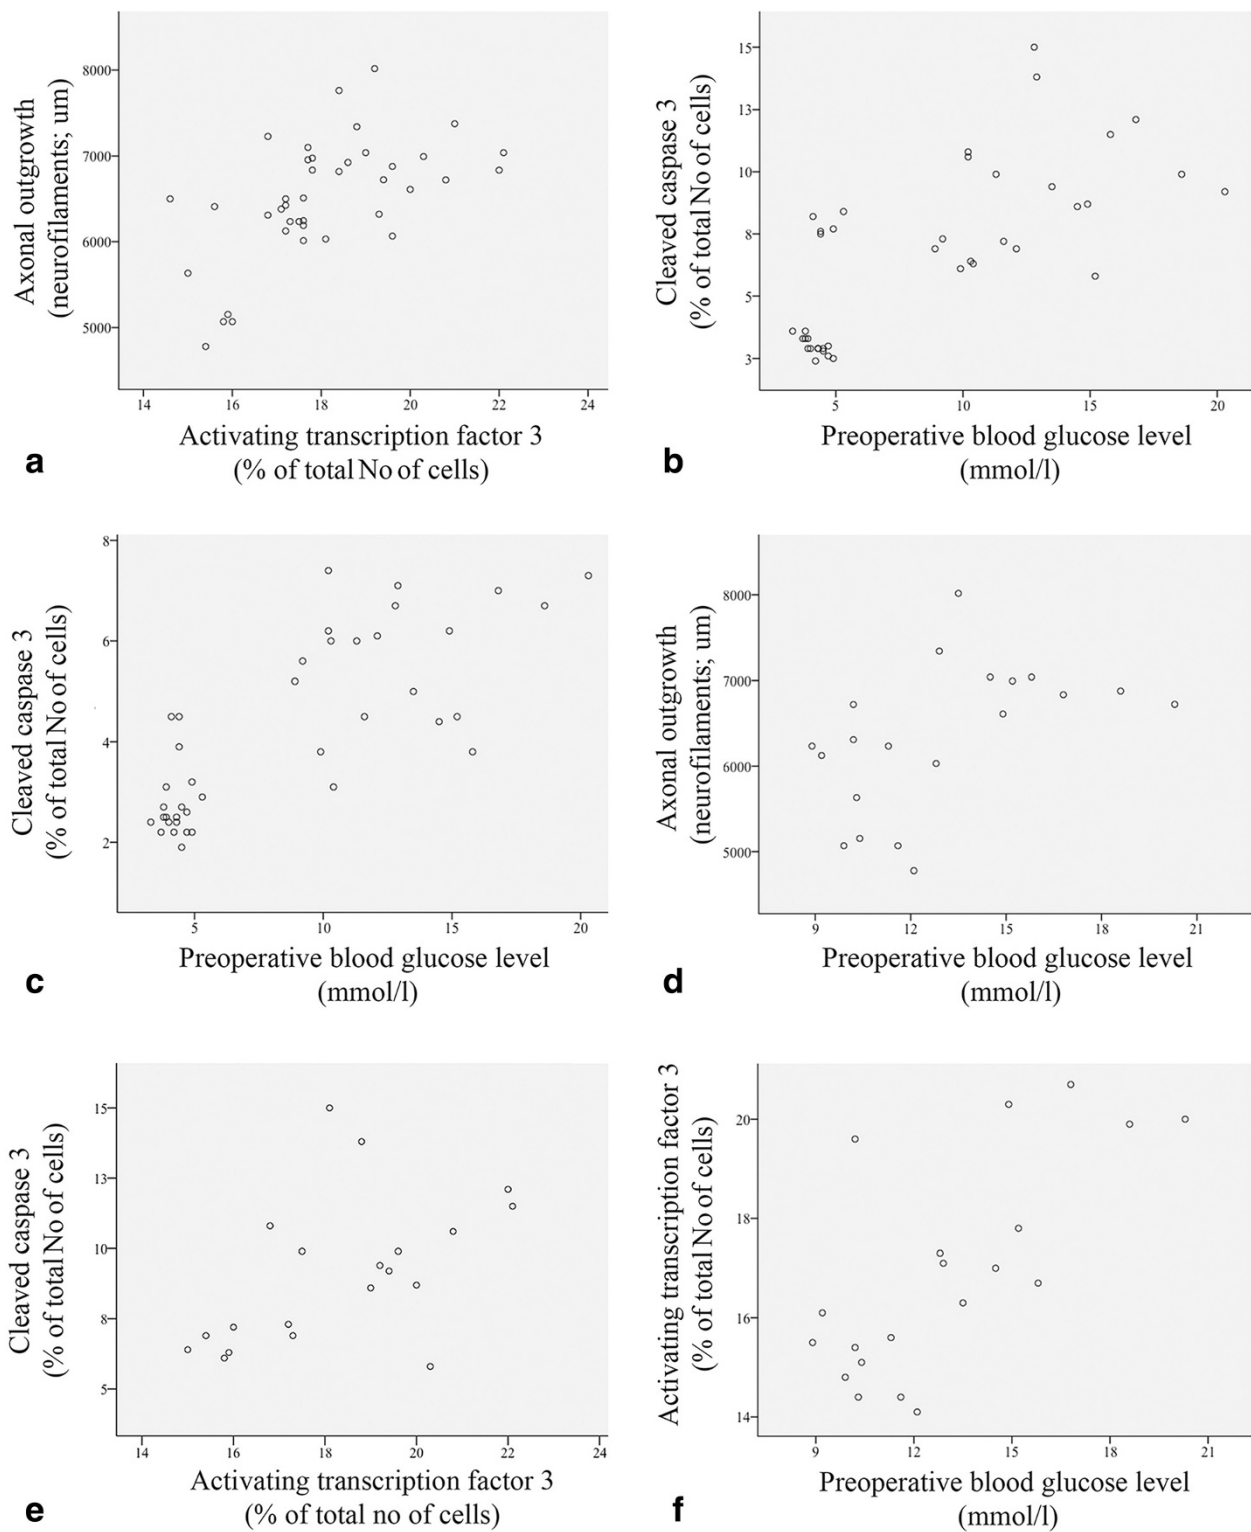 8000
7000
6000
5000
Axonal outgrowth
(neurofilaments; um)
14 16 18 20 22 24
Activating transcription factor 3
(% of total No of cells)
a
15
13
10
8
5
3
Cleaved caspase 3
(% of total No of cells)
5 10 15 20
Preoperative blood glucose level
(mmol/l)
b
8
6
4
2
Cleaved caspase 3
(% of total No of cells)
5 10 15 20
Preoperative blood glucose level
(mmol/l)
c
8000
7000
6000
5000
Axonal outgrowth
(neurofilaments; um)
9 12 15 18 21
Preoperative blood glucose level
(mmol/l)
d
15
13
10
8
5
Cleaved caspase 3
(% of total No of cells)
14 16 18 20 22 24
Activating transcription factor 3
(% of total no of cells)
e
20
18
16
14
Activating transcription factor 3
(% of total No of cells)
9 12 15 18 21
Preoperative blood glucose level
(mmol/l)
f